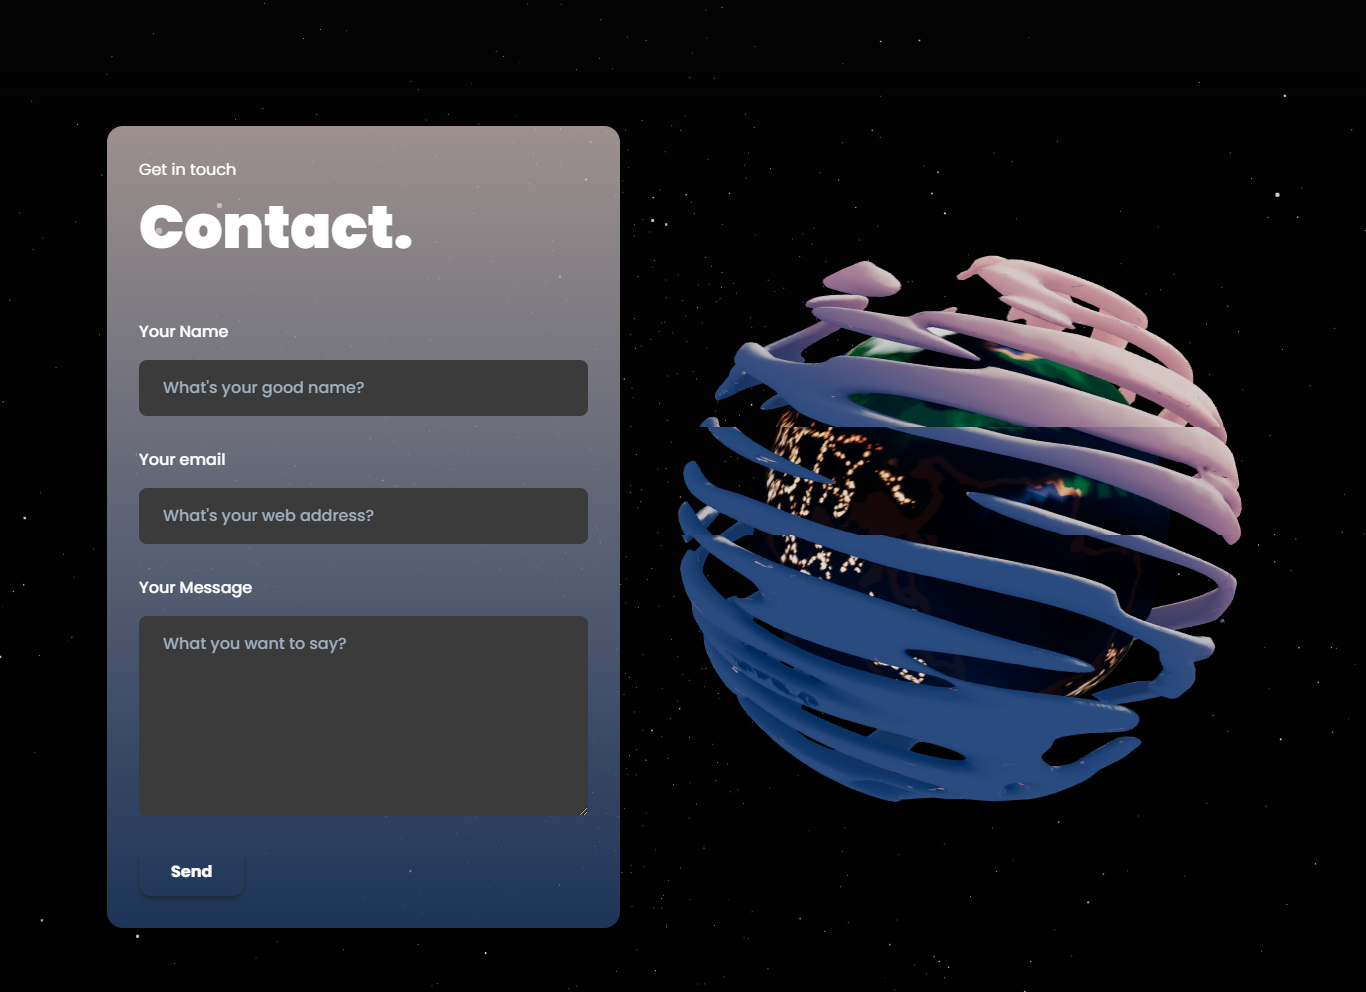 Get in touch
Contact.
Your Name
What's your good name?
Your email
What's your web address?
Your Message
What you want to say?
Send